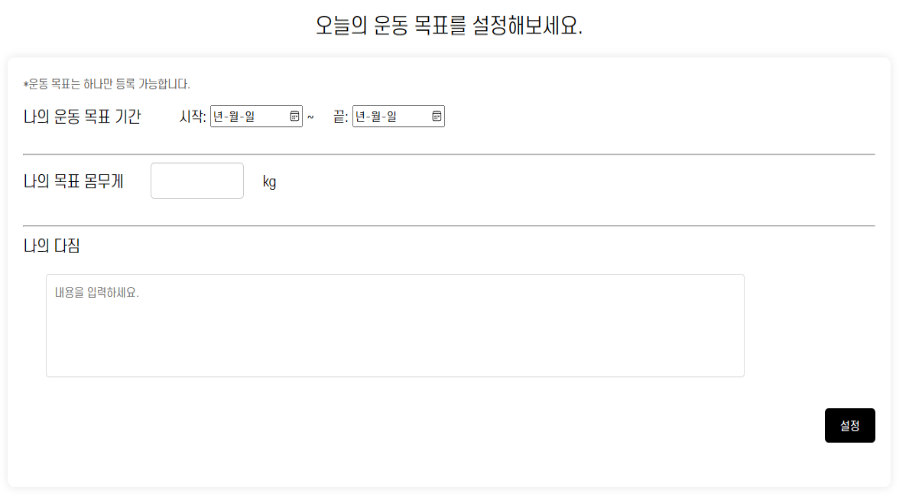 오늘의 운동 목표를 설정해보세요.
*운동 목표는 하나만 등록 가능합니다.
나의 운동 목표 기간 시작: 년-월-일 ~ 끝: 년-월-일
나의 목표 몸무게 kg
나의 다짐
내용을 입력하세요.
설정